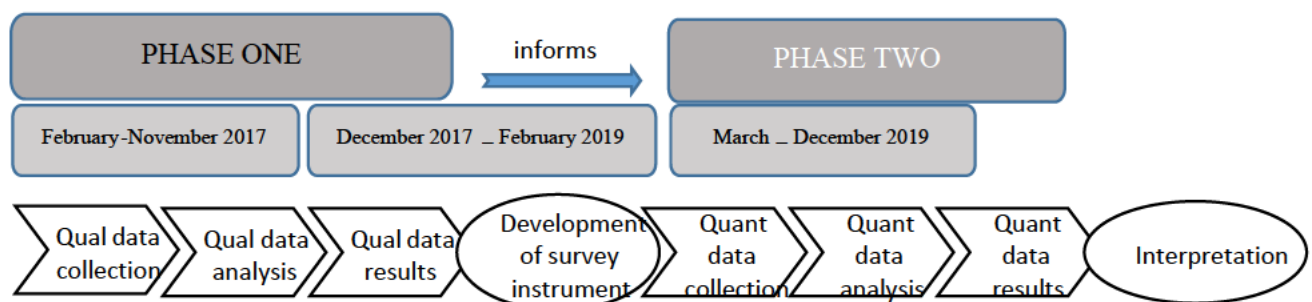 PHASE ONE
informs
PHASE TWO
February-November 2017
December 2017 _ February 2019
March _ December 2019
Qual data
collection
Qual data
analysis
Qual data
results
Development
of survey
instrument
Quant
data
collection
Quant
data
analysis
Quant
data
results
Interpretation